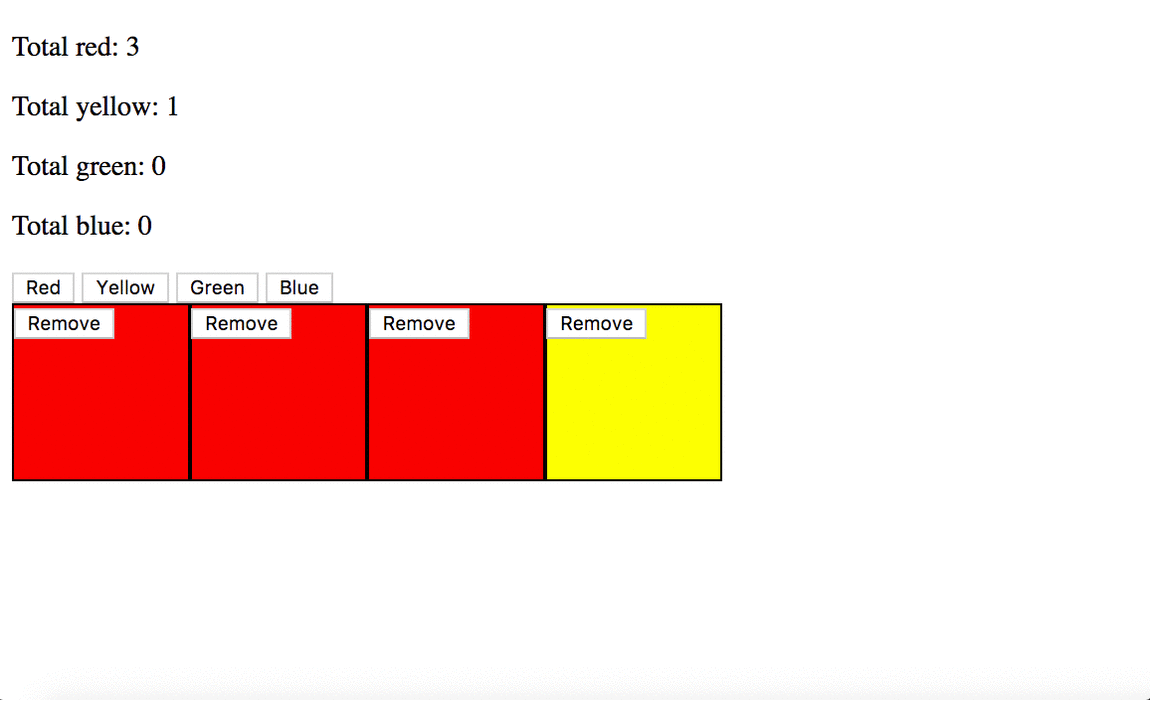 Total red: 3
Total yellow: 1
Total green: 0
Total blue: 0
Red Yellow Green Blue
Remove Remove Remove Remove